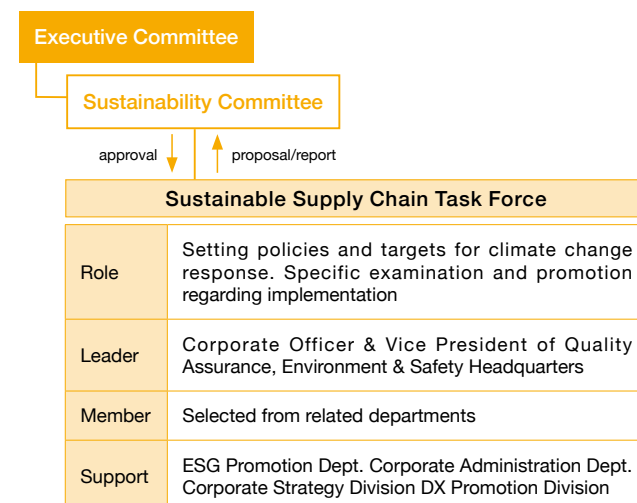 Executive Committee
Sustainability Committee
approval
proposal/report
Sustainable Supply Chain Task Force
Role
Setting policies and targets for climate change
response. Specific examination and promotion
regarding implementation
Leader
Corporate Officer & Vice President of Quality
Assurance, Environment & Safety Headquarters
Member
Selected from related departments
Support
ESG Promotion Dept. Corporate Administration Dept.
Corporate Strategy Division DX Promotion Division